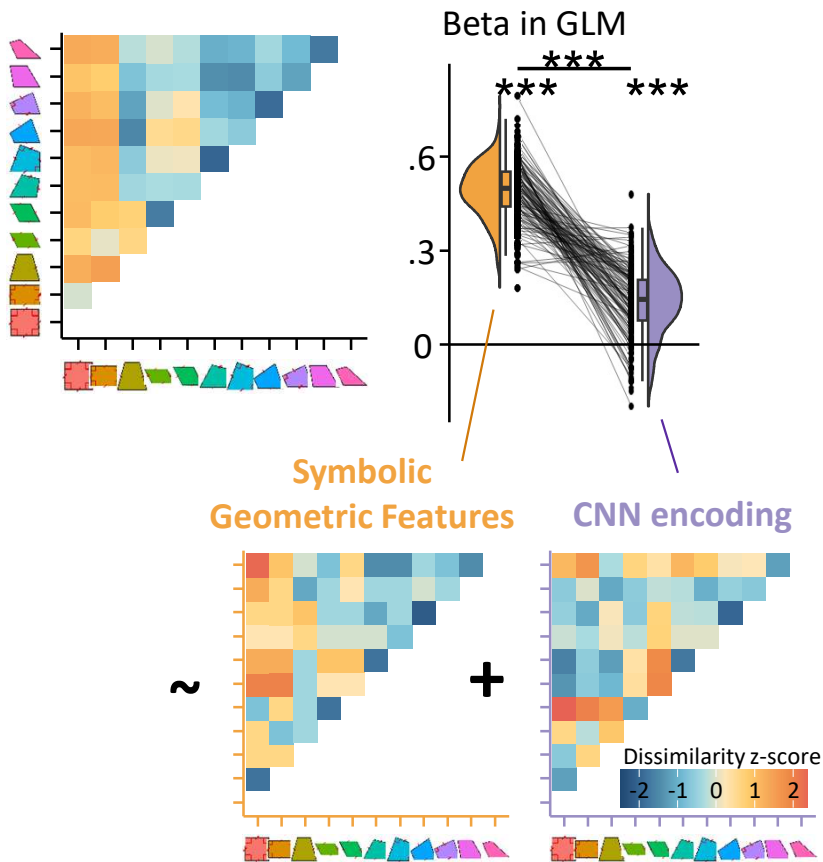 Beta in GLM
***
*** ***
.6
.3
0
Symbolic
Geometric Features
CNN encoding
~
+
Dissimilarity z-score
-2 -1 0 1 2